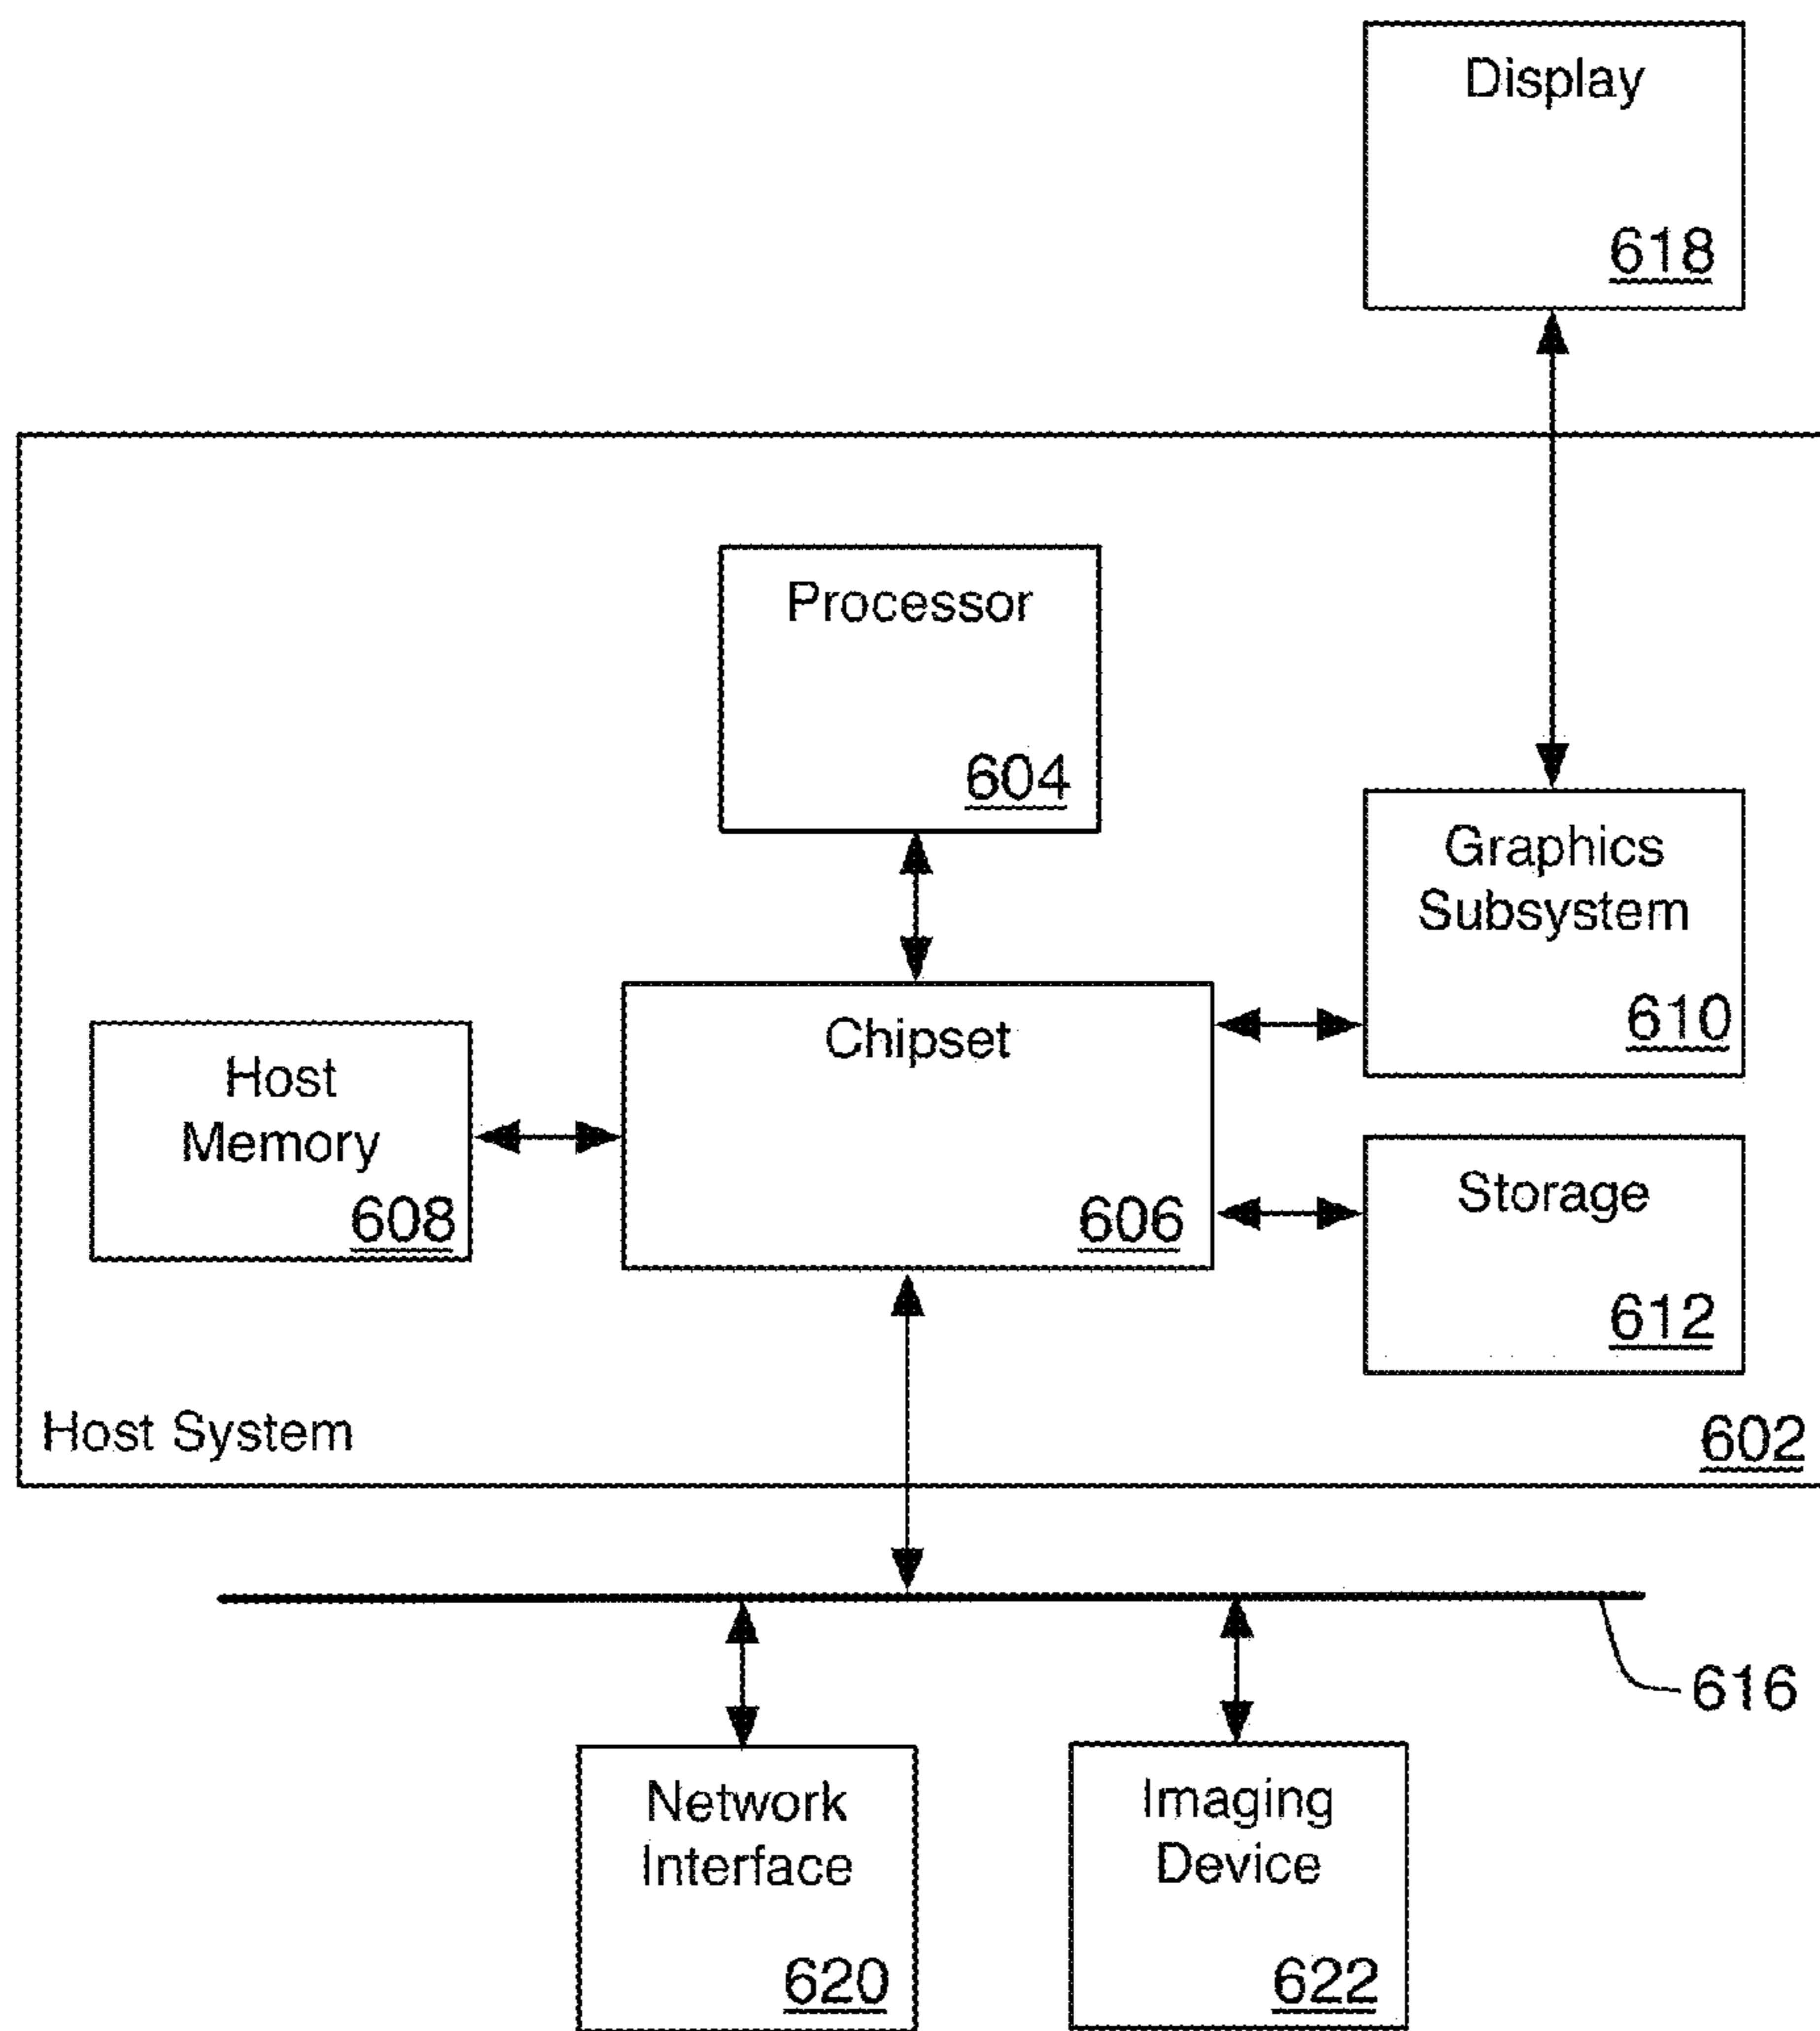 Display
618
Processor
604
Graphics
Subsystem
610
Chipset
606
Host
Memory
608
Storage
612
Host System
602
616
Network
Interface
620
Imaging
Device
622